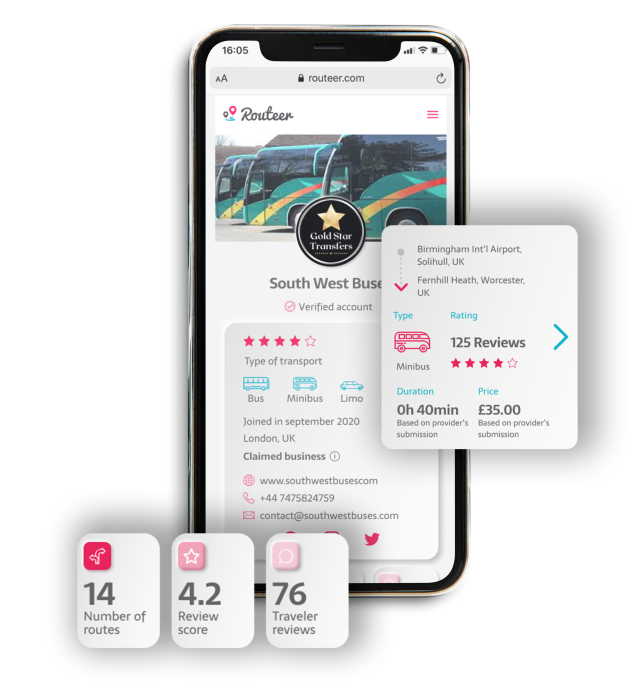 16:05
AA
routeer.com
Routeer
Gold Star
Transfers
South West Buse
Verified account
Type of transport
Bus Minibus Limo
Joined in september 2020
London, UK
Claimed business
www.southwestbusescom
+44 7475824759
contact@southwestbuses.com
Birmingham Int'l Airport,
Solihull, UK
Fernhill Heath, Worcester,
UK
Type Rating
125 Reviews
Minibus
Duration Price
0h 40min £35.00
Based on provider's Based on provider's
submission submission
14 4.2 76
Number of Review Traveler
routes score reviews